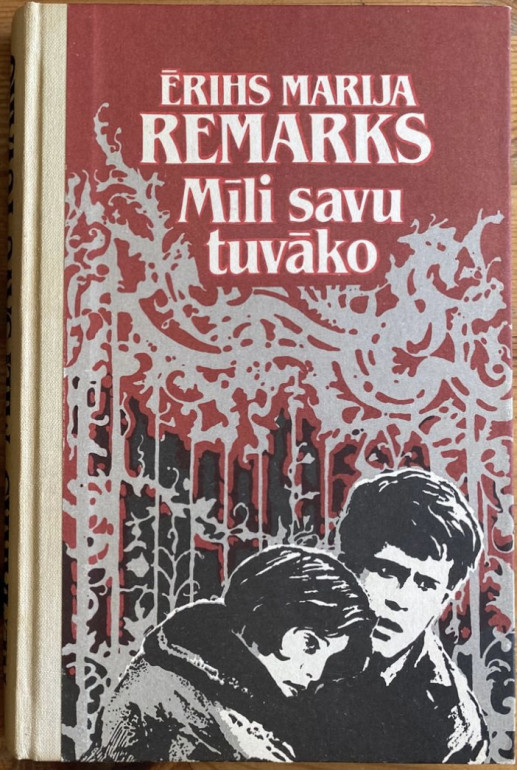 ĒRIHS MARIJA
REMARKS
Mīli savu
tuvāko